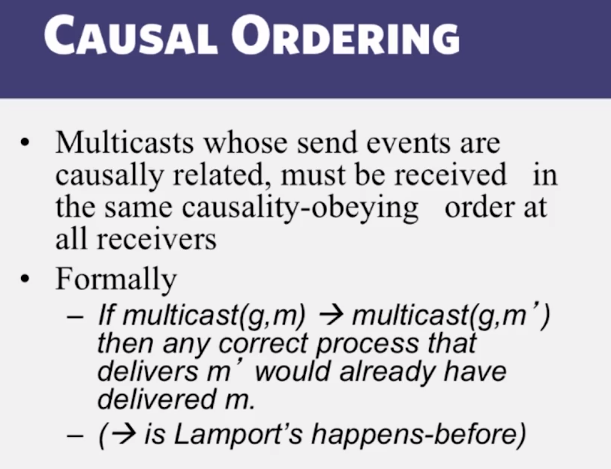 CAUSAL ORDERING
• Multicasts whose send events are
causally related, must be received in
the same causality-obeying order at
all receivers
• Formally
– If multicast(g,m) → multicast(g,m’)
then any correct process that
delivers m’ would already have
delivered m.
– (→ is Lamport’s happens-before)